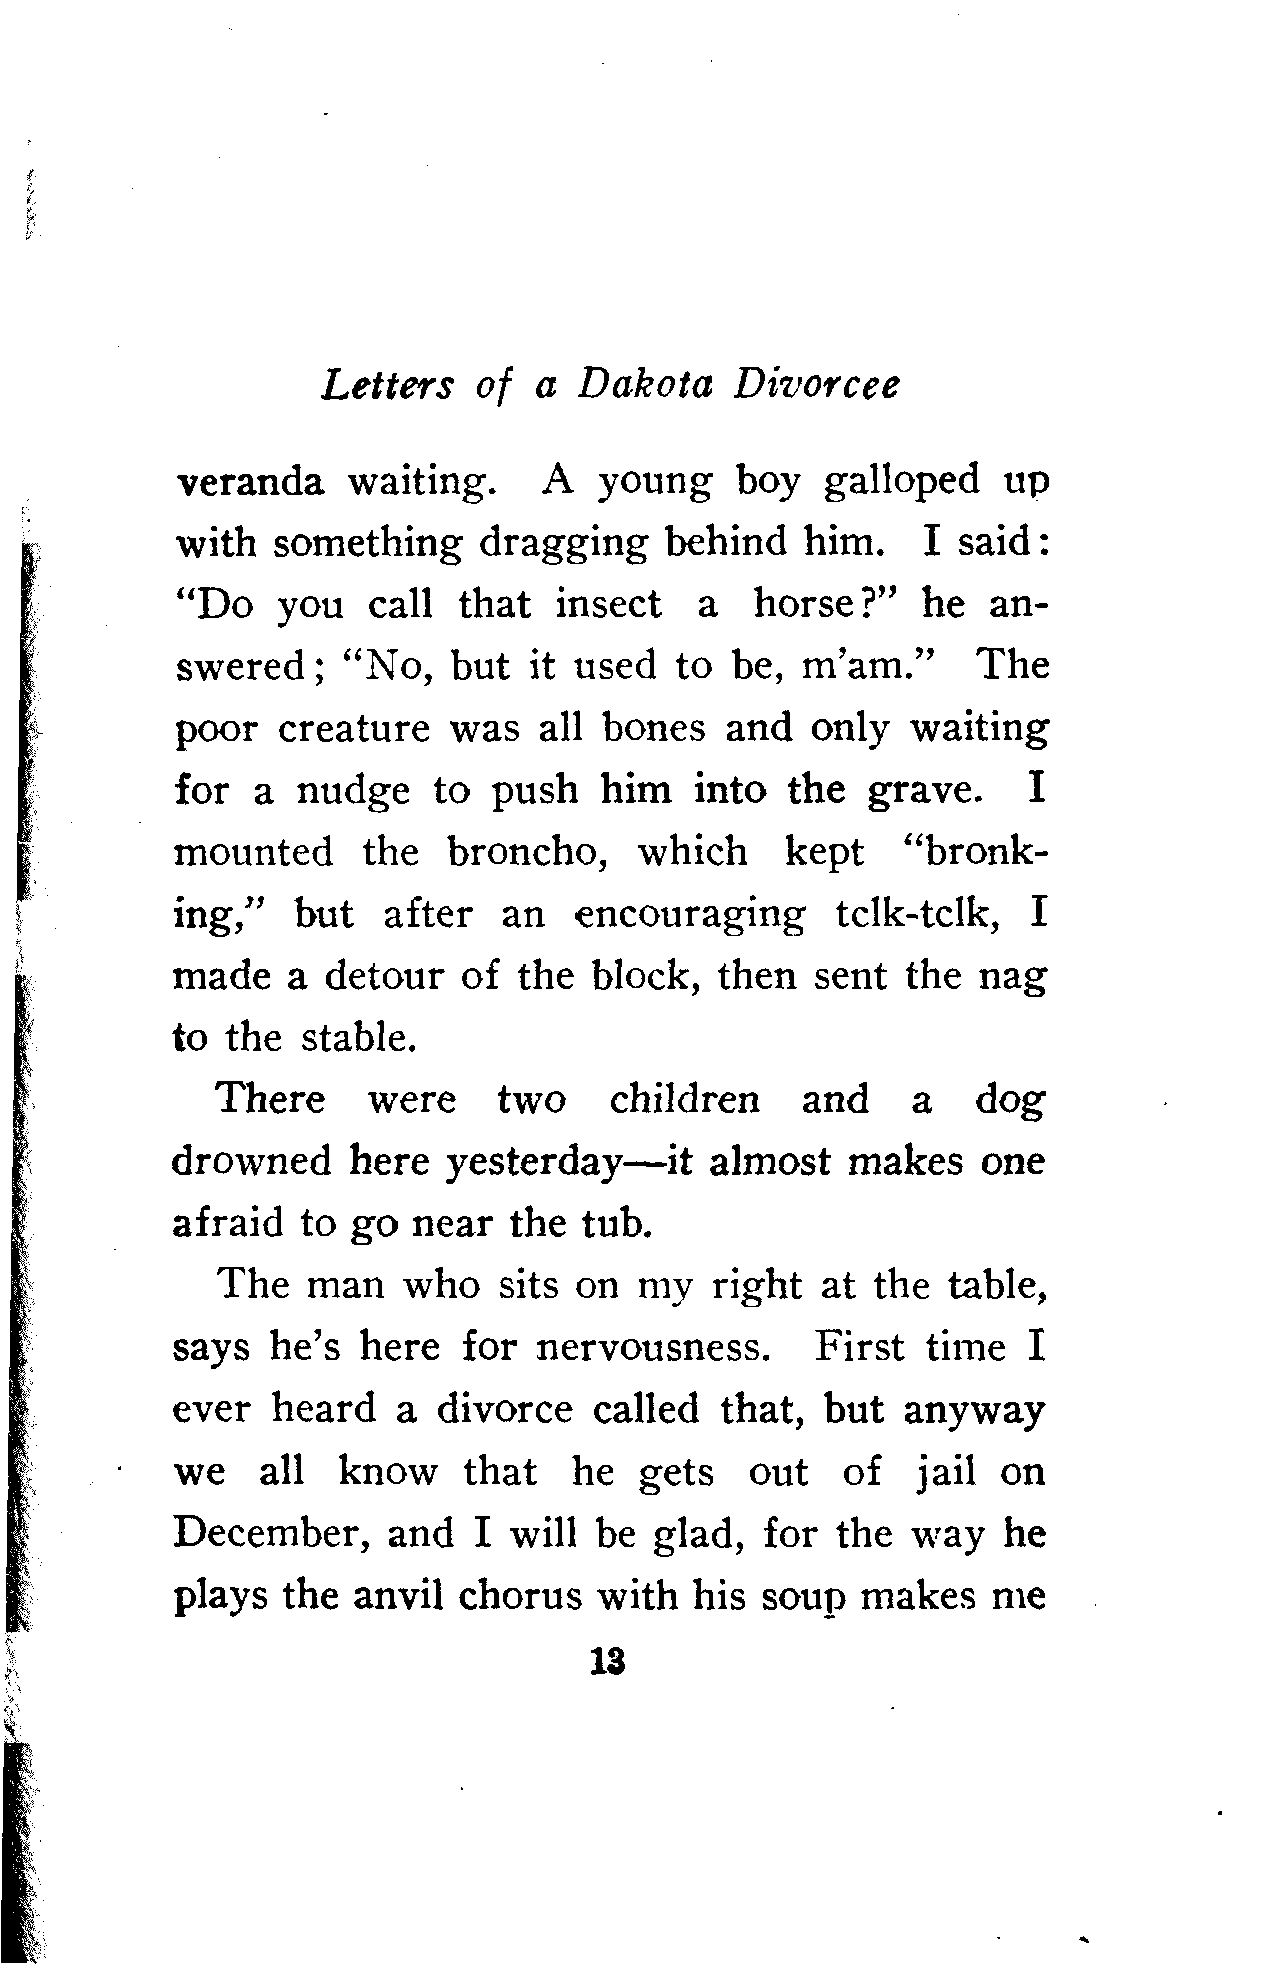 Letters of a Dakota Divorcee
veranda waiting. A young boy galloped up
with something dragging behind him. I said:
"Do you call that insect a horse?" he an-
swered; "No, but it used to be, m'am." The
poor creature was all bones and only waiting
for a nudge to push him into the grave. I
mounted the broncho, which kept "bronk-
ing," but after an encouraging tclk-tclk, I
made a detour of the block, then sent the nag
to the stable.
There were two children and a dog
drowned here yesterday—it almost makes one
afraid to go near the tub.
The man who sits on my right at the table,
says he's here for nervousness. First time I
ever heard a divorce called that, but anyway
we all know that he gets out of jail on
December, and I will be glad, for the way he
plays the anvil chorus with his soup makes me
13